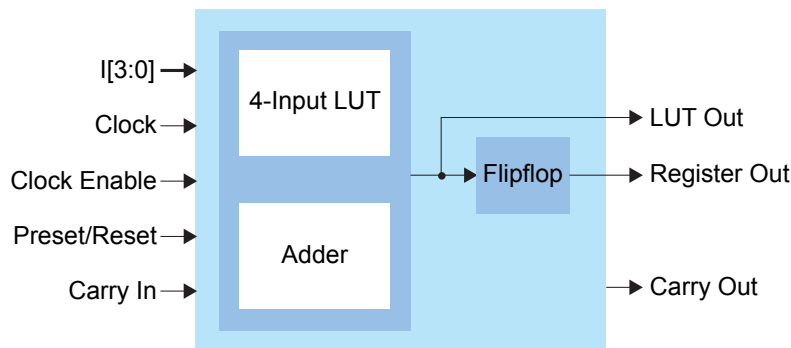 I[3:0]
Clock
Clock Enable
Preset/Reset
Carry In
4-Input LUT
Adder
Flipflop
LUT Out
Register Out
Carry Out